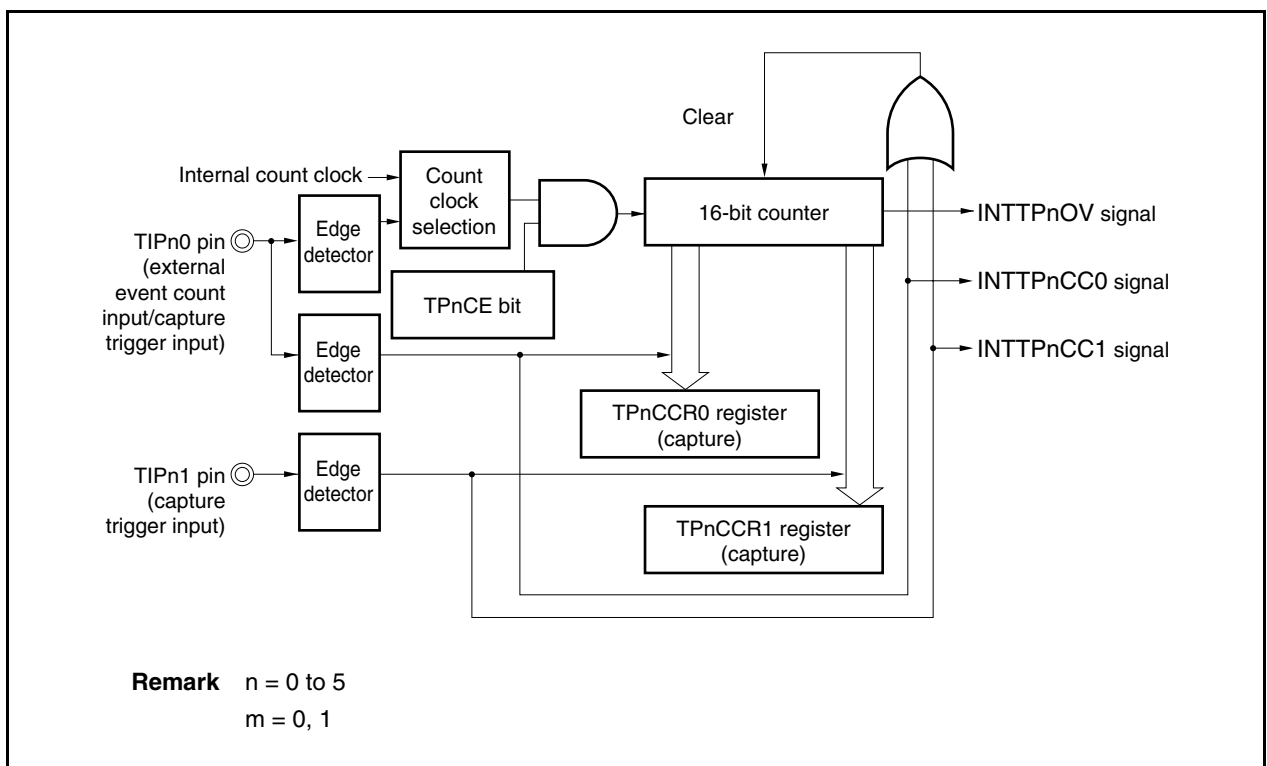 Clear
Internal count clock
Count
clock
selection
16-bit counter
INTTPnOV signal
TIPn0 pin
(external
event count
input/capture
trigger input)
Edge
detector
TPnCE bit
INTTPnCC0 signal
Edge
detector
INTTPnCC1 signal
TPnCCR0 register
(capture)
TIPn1 pin
(capture
trigger input)
Edge
detector
TPnCCR1 register
(capture)
Remark n = 0 to 5
m = 0, 1